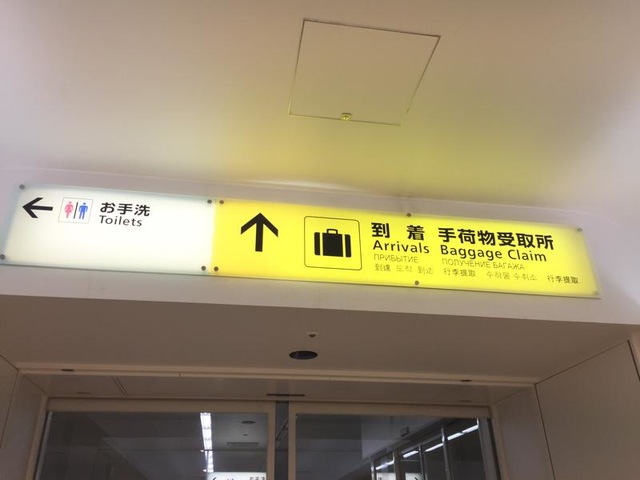 お手洗
Toilets
到着 手荷物受取所
Arrivals Baggage Claim
ПРИБЫТИЕ ПОЛУЧЕНИЕ БАГАЖА
到達 도착 到达 行李提取 수하물 수취소 行李提取